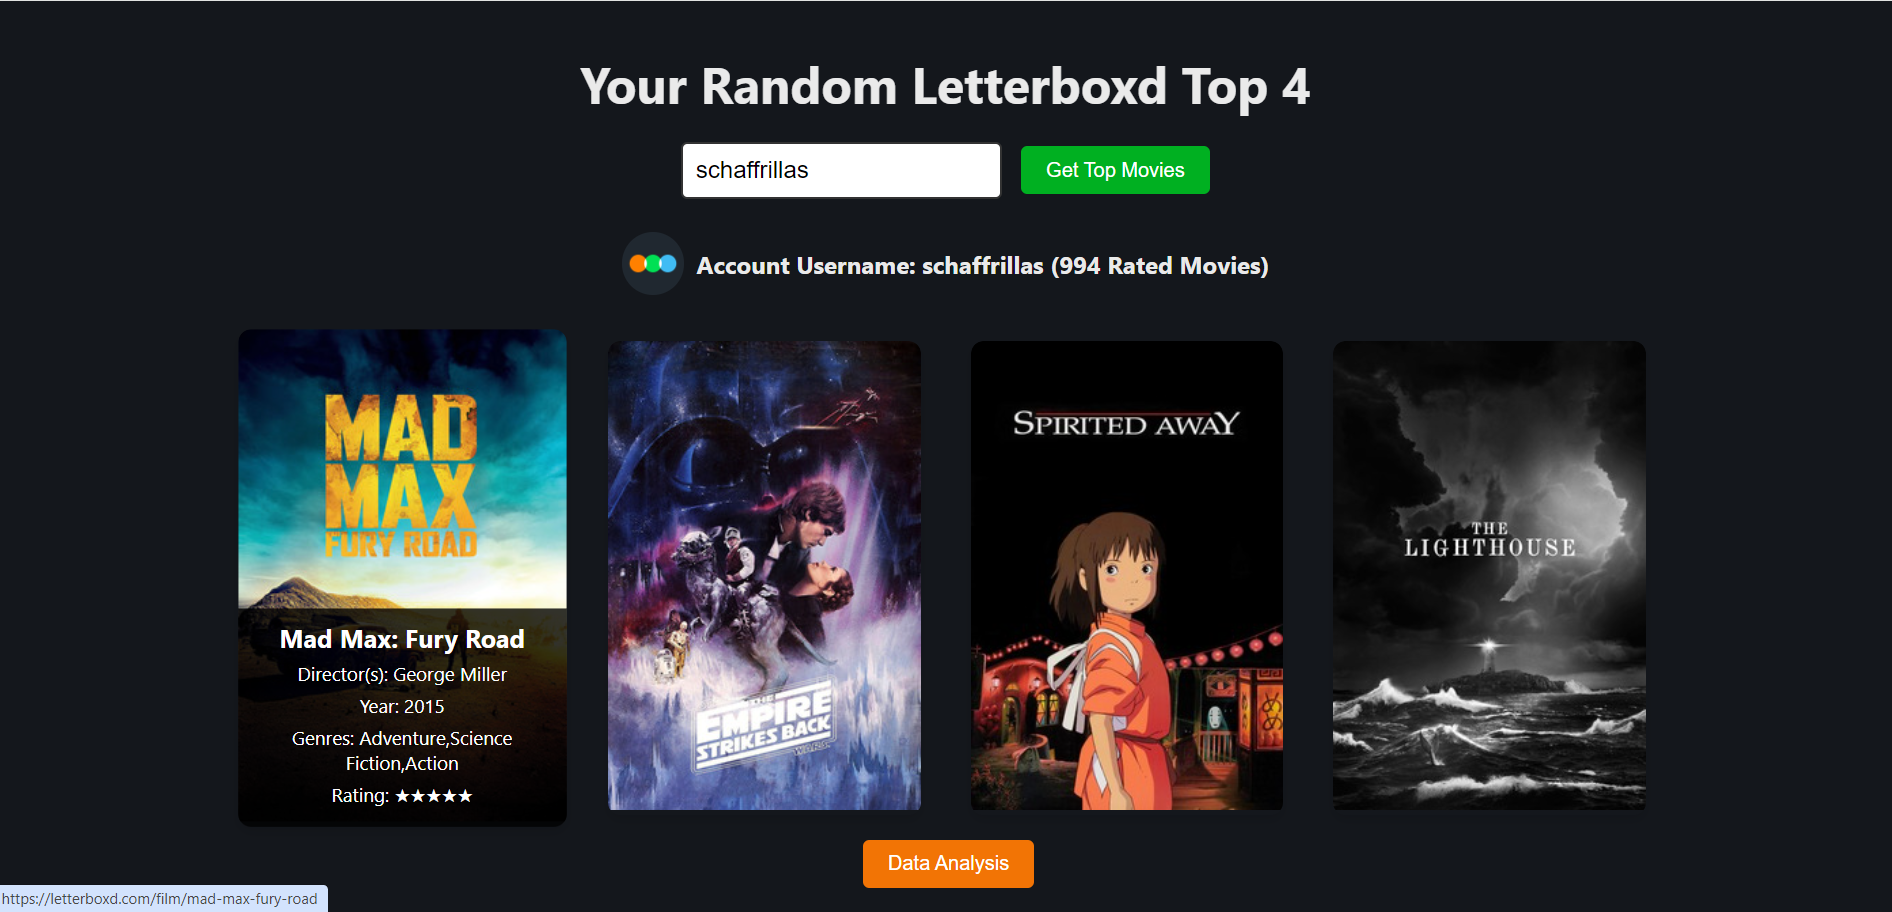 Your Random Letterboxd Top 4
schaffrillas
Get Top Movies
Account Username: schaffrillas (994 Rated Movies)
MAD
MAX
FURY ROAD
Mad Max: Fury Road
Director(s): George Miller
Year: 2015
Genres: Adventure,Science
Fiction,Action
Rating: ★★★★★
THE
EMPIRE
STRIKES BACK
SPIRITED AWAY
THE
LIGHTHOUSE
Data Analysis
https://letterboxd.com/film/mad-max-fury-road